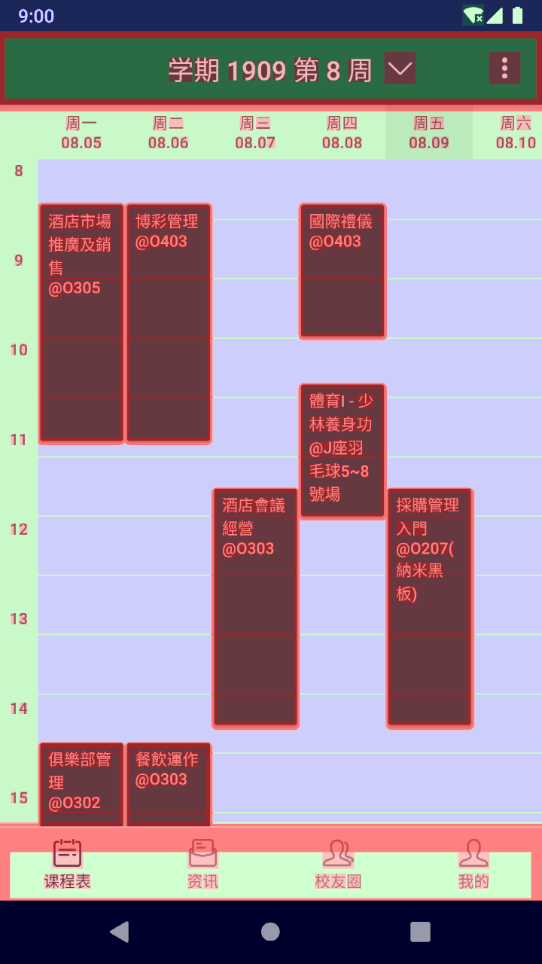 9:00
学期 1909 第 8 周
周一 周二 周三 周四 周五 周六
08.05 08.06 08.07 08.08 08.09 08.10
8
酒店市場
推廣及銷
售
@O305
博彩管理
@O403
國際禮儀
@O403
9
10
體育I - 少
林養身功
@J座羽
毛球5~8
號場
11
酒店會議
經營
@O303
採購管理
入門
@O207(
納米黑
板)
12
13
14
俱樂部管
理
@O302
餐飲運作
@O303
15
课程表 资讯 校友圈 我的